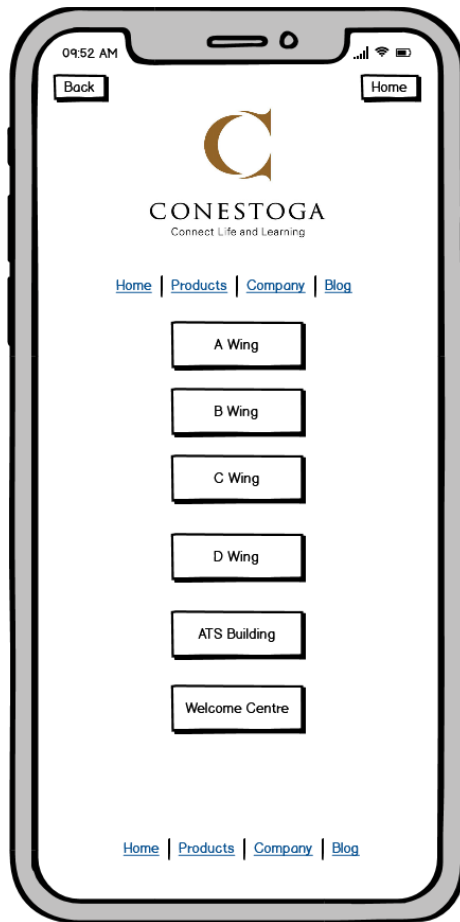 09:52 AM
Back Home
CONESTOGA
Connect Life and Learning
Home | Products | Company | Blog
A Wing
B Wing
C Wing
D Wing
ATS Building
Welcome Centre
Home | Products | Company | Blog